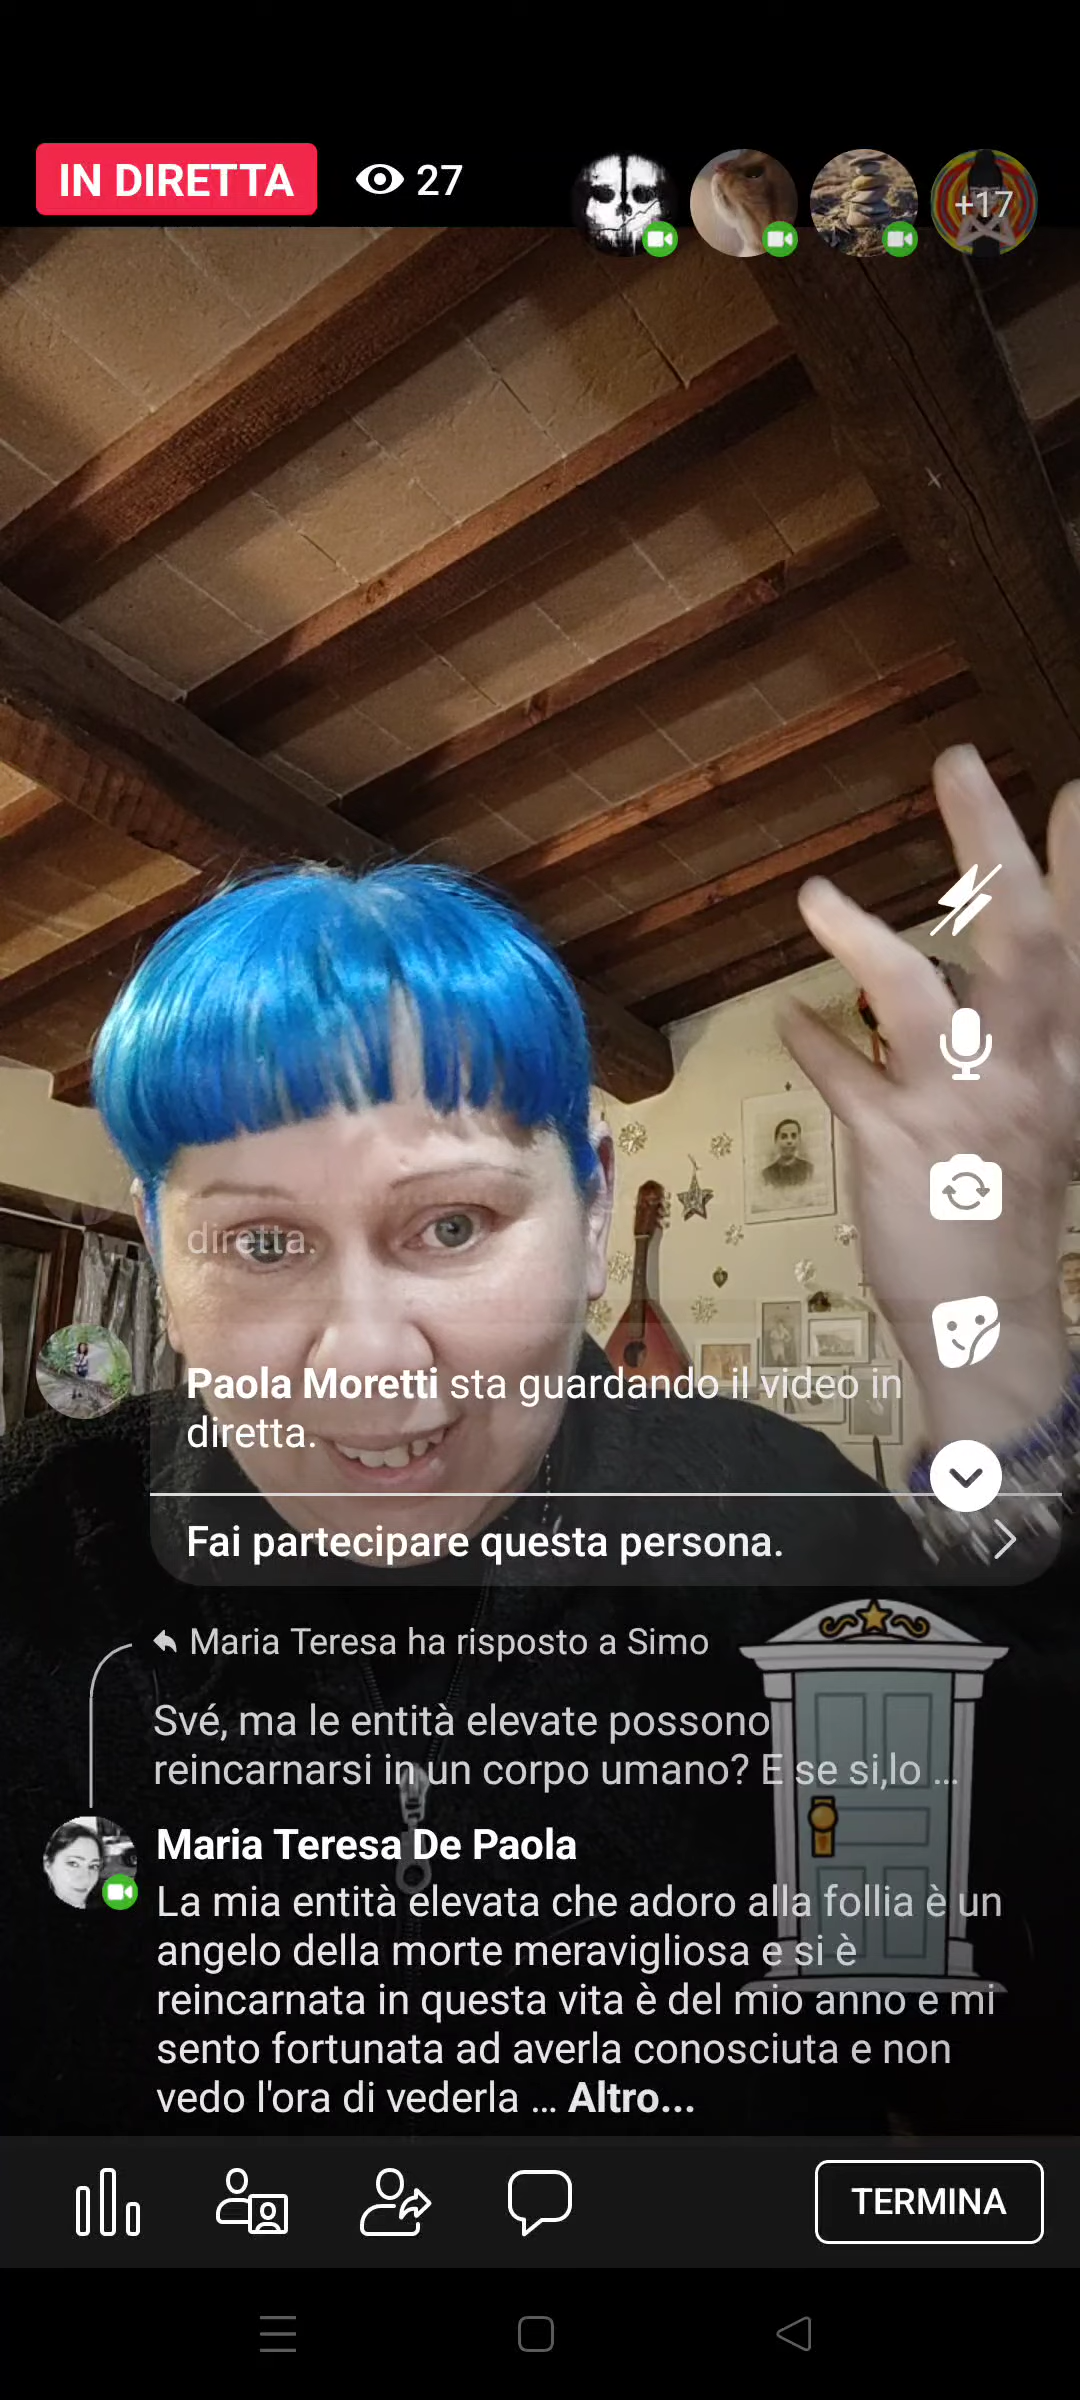 IN DIRETTA
27
+17
diretta.
Paola Moretti sta guardando il video in
diretta.
Fai partecipare questa persona.
Maria Teresa ha risposto a Simo
Své, ma le entità elevate possono
reincarnarsi in un corpo umano? E se si,lo ...
Maria Teresa De Paola
La mia entità elevata che adoro alla follia è un
angelo della morte meravigliosa e si è
reincarnata in questa vita è del mio anno e mi
sento fortunata ad averla conosciuta e non
vedo l'ora di vederla ... Altro...
TERMINA